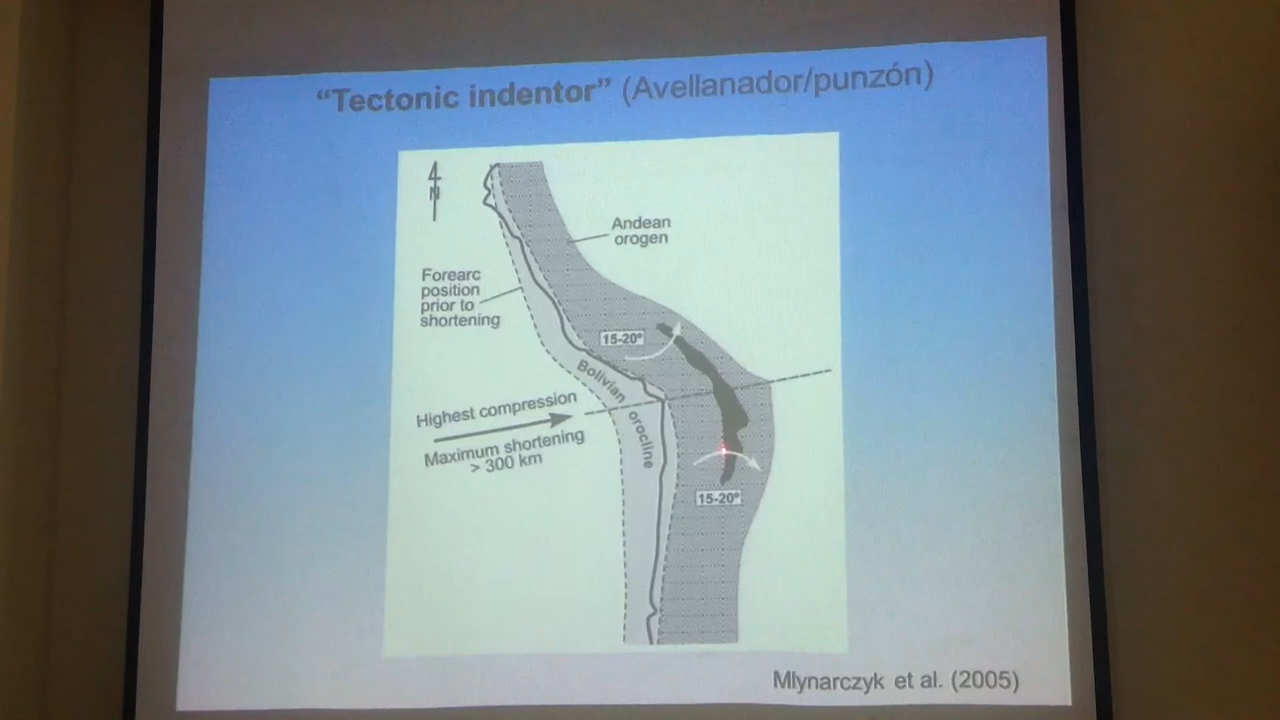 “Tectonic indentor” (Avellanador/punzón)
N
Andean
orogen
Forearc
position
prior to
shortening
15-20°
Bolivian orocline
Highest compression
Maximum shortening
> 300 km
15-20°
Mlynarczyk et al. (2005)